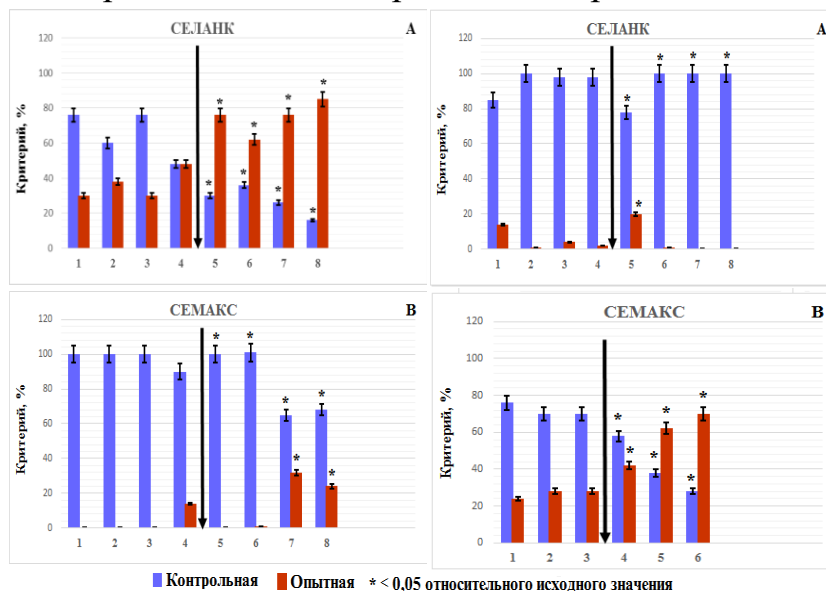 СЕЛАНК
A
Критерий, %
120
100
80
60
40
20
0
* * * * * * * *
1 2 3 4 5 6 7 8
СЕЛАНК
A
Критерий, %
120
100
80
60
40
20
0
* * * * *
1 2 3 4 5 6 7 8
СЕМАКС
B
Критерий, %
120
100
80
60
40
20
0
* * * * * *
1 2 3 4 5 6 7 8
СЕМАКС
B
Критерий, %
120
100
80
60
40
20
0
* * * * * *
1 2 3 4 5 6
Контрольная Опытная * < 0,05 относительного исходного значения